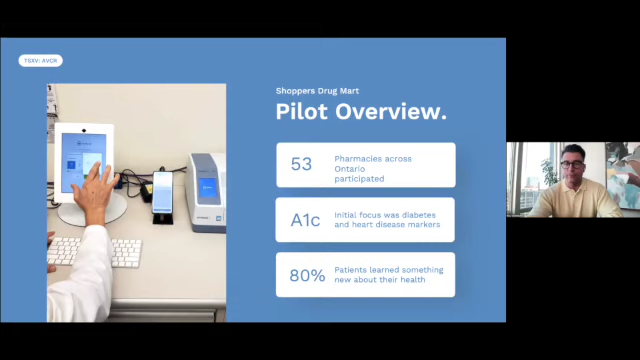 TSXV: AVCR
Shoppers Drug Mart
Pilot Overview.
53
Pharmacies across
Ontario
participated
A1c
Initial focus was diabetes
and heart disease markers
80%
Patients learned something
new about their health